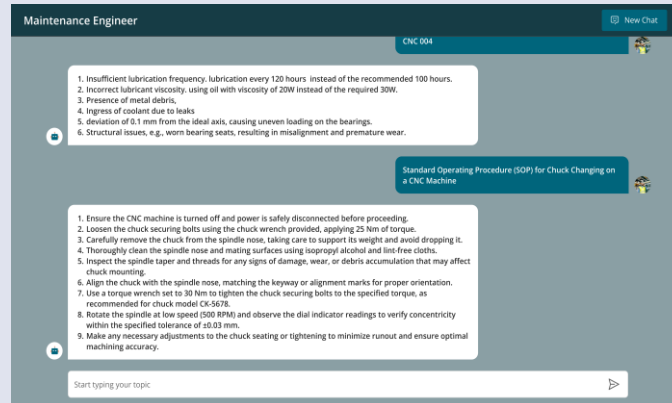 Maintenance Engineer
New Chat
CNC 004
1. Insufficient lubrication frequency. lubrication every 120 hours instead of the recommended 100 hours.
2. Incorrect lubricant viscosity. using oil with viscosity of 20W instead of the required 30W.
3. Presence of metal debris,
4. Ingress of coolant due to leaks
5. deviation of 0.1 mm from the ideal axis, causing uneven loading on the bearings.
6. Structural issues, e.g., worn bearing seats, resulting in misalignment and premature wear.
Standard Operating Procedure (SOP) for Chuck Changing on
a CNC Machine
1. Ensure the CNC machine is turned off and power is safely disconnected before proceeding.
2. Loosen the chuck securing bolts using the chuck wrench provided, applying 25 Nm of torque.
3. Carefully remove the chuck from the spindle nose, taking care to support its weight and avoid dropping it.
4. Thoroughly clean the spindle nose and mating surfaces using isopropyl alcohol and lint-free cloths.
5. Inspect the spindle taper and threads for any signs of damage, wear, or debris accumulation that may affect
chuck mounting.
6. Align the chuck with the spindle nose, matching the keyway or alignment marks for proper orientation.
7. Use a torque wrench set to 30 Nm to tighten the chuck securing bolts to the specified torque, as
recommended for chuck model CK-5678.
8. Rotate the spindle at low speed (500 RPM) and observe the dial indicator readings to verify concentricity
within the specified tolerance of ±0.03 mm.
9. Make any necessary adjustments to the chuck seating or tightening to minimize runout and ensure optimal
machining accuracy.
Start typing your topic